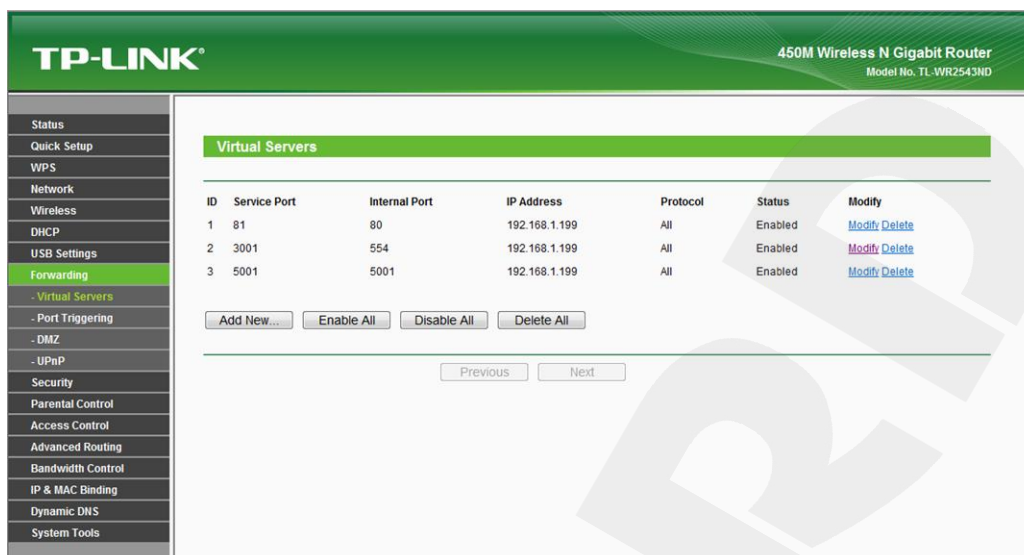 TP-LINK®
450M Wireless N Gigabit Router
Model No. TL-WR2543ND
Status
Quick Setup
WPS
Network
Wireless
DHCP
USB Settings
Forwarding
- Virtual Servers
- Port Triggering
- DMZ
- UPnP
Security
Parental Control
Access Control
Advanced Routing
Bandwidth Control
IP & MAC Binding
Dynamic DNS
System Tools
Virtual Servers
ID Service Port Internal Port IP Address Protocol Status Modify
1 81 80 192.168.1.199 All Enabled Modify Delete
2 3001 554 192.168.1.199 All Enabled Modify Delete
3 5001 5001 192.168.1.199 All Enabled Modify Delete
Add New... Enable All Disable All Delete All
Previous Next